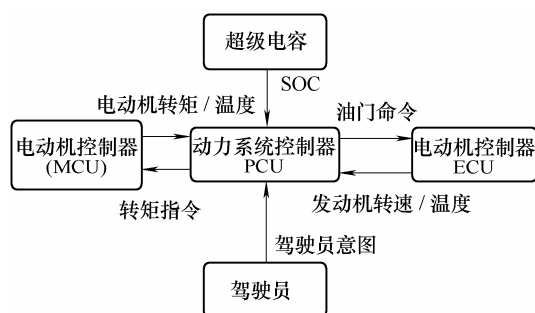 超级电容
SOC
电动机转矩 / 温度
油门命令
电动机控制器
(MCU)
动力系统控制器
PCU
电动机控制器
ECU
转矩指令
发动机转速 / 温度
驾驶员意图
驾驶员